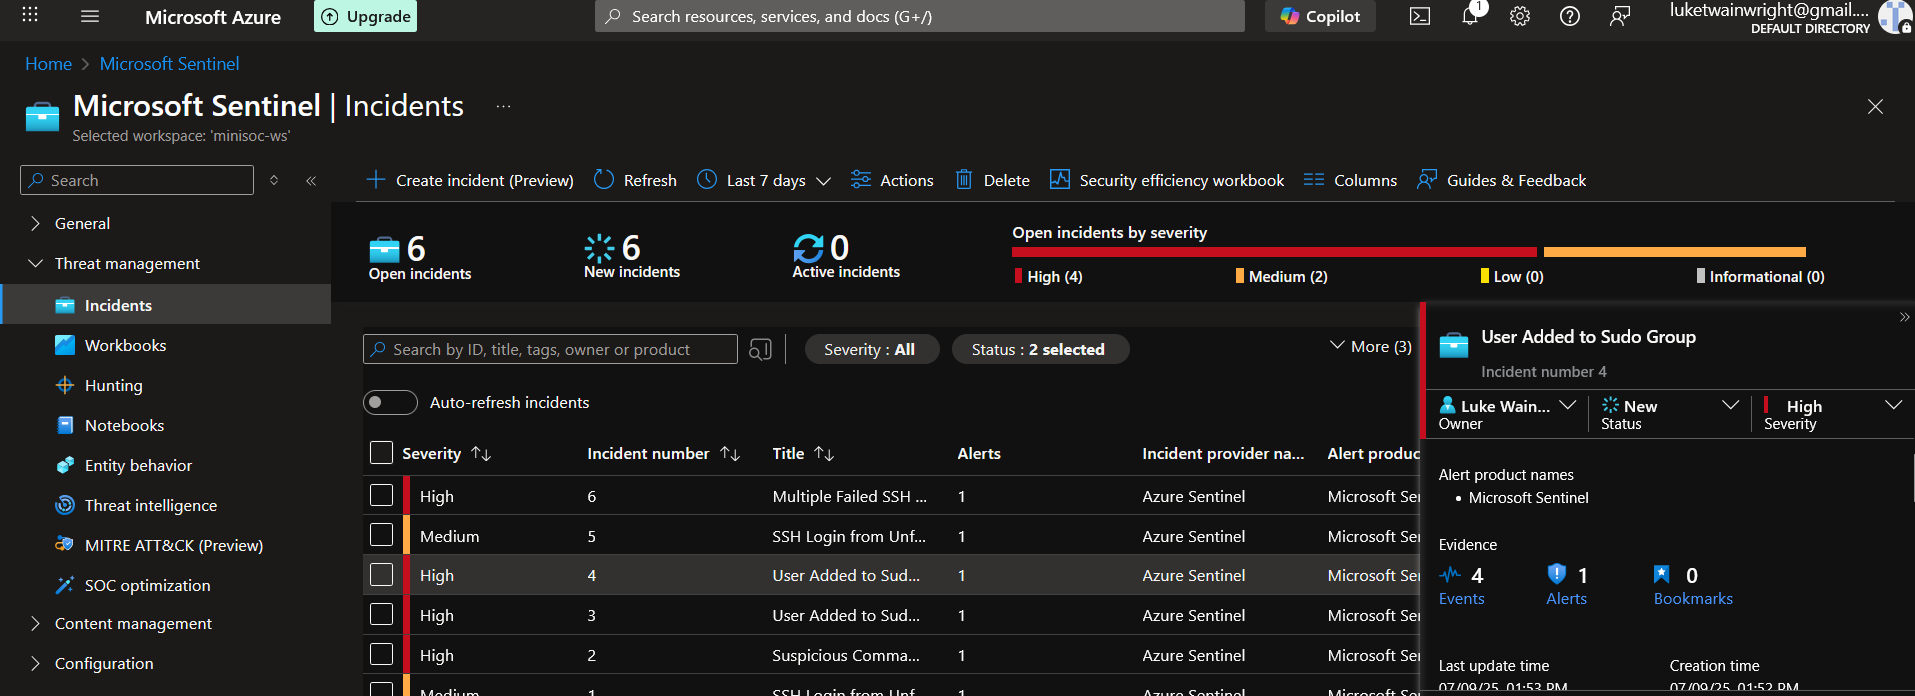 Microsoft Azure
Upgrade
Search resources, services, and docs (G+/)
Copilot
1
luketwainwright@gmail....
DEFAULT DIRECTORY
Home > Microsoft Sentinel
Microsoft Sentinel | Incidents ...
Selected workspace: 'minisoc-ws'
Search
General
Threat management
Incidents
Workbooks
Hunting
Notebooks
Entity behavior
Threat intelligence
MITRE ATT&CK (Preview)
SOC optimization
Content management
Configuration
Create incident (Preview) Refresh Last 7 days Actions Delete Security efficiency workbook Columns Guides & Feedback
6
Open incidents
6
New incidents
0
Active incidents
Open incidents by severity
High (4) Medium (2) Low (0) Informational (0)
Search by ID, title, tags, owner or product
Severity : All
Status : 2 selected
More (3)
Auto-refresh incidents
Severity Incident number Title Alerts Incident provider na... Alert produc
High 6 Multiple Failed SSH ... 1 Azure Sentinel Microsoft Se
Medium 5 SSH Login from Unf... 1 Azure Sentinel Microsoft Se
High 4 User Added to Sud... 1 Azure Sentinel Microsoft Se
High 3 User Added to Sud... 1 Azure Sentinel Microsoft Se
High 2 Suspicious Comma... 1 Azure Sentinel Microsoft Se
Medium 1 SSH Login from Unf... 1 Azure Sentinel Microsoft Se
User Added to Sudo Group
Incident number 4
Luke Wain...
Owner
New
Status
High
Severity
Alert product names
• Microsoft Sentinel
Evidence
4
Events
1
Alerts
0
Bookmarks
Last update time
07/09/25, 01:53 PM
Creation time
07/09/25, 01:52 PM